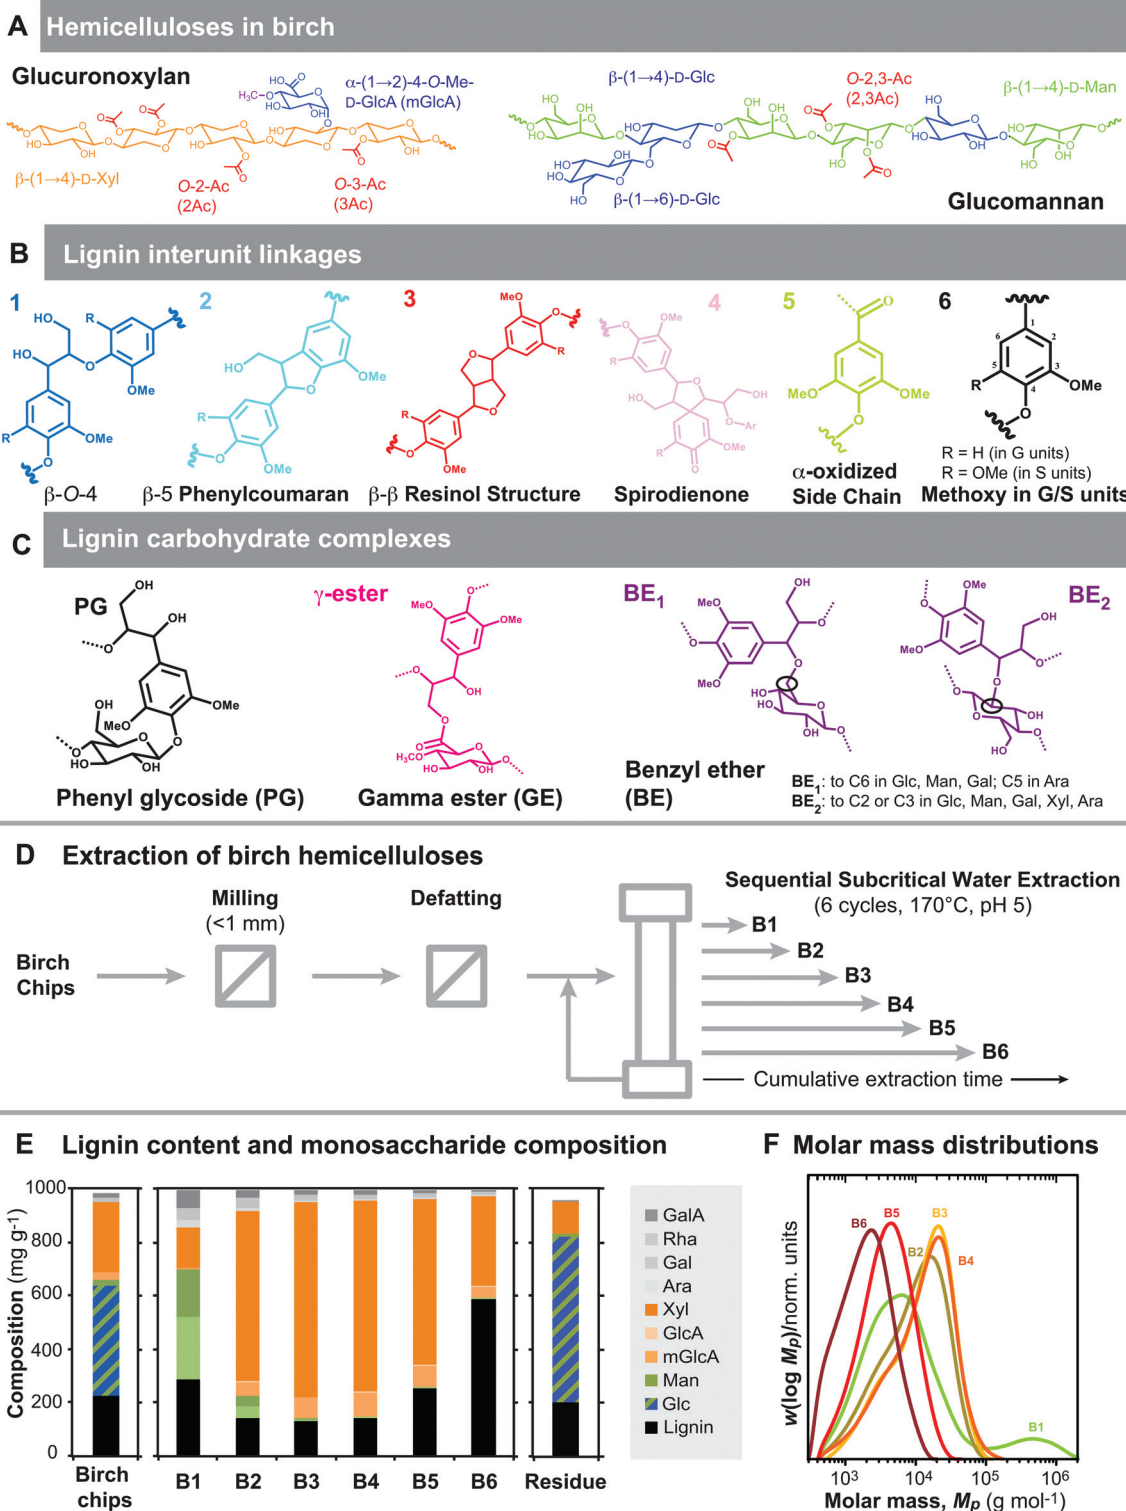 A Hemicelluloses in birch
Glucuronoxylan
α-(1→2)-4-O-Me-
D-GlcA (mGlcA)
β-(1→4)-D-Xyl
O-2-Ac
(2Ac)
O-3-Ac
(3Ac)
β-(1→4)-D-Glc
O-2,3-Ac
(2,3Ac)
β-(1→4)-D-Man
β-(1→6)-D-Glc
Glucomannan
B Lignin interunit linkages
1 2 3 4 5 6
β-O-4
β-5 Phenylcoumaran
β-β Resinol Structure
Spirodienone
α-oxidized
Side Chain
R = H (in G units)
R = OMe (in S units)
Methoxy in G/S units
C Lignin carbohydrate complexes
PG
Phenyl glycoside (PG)
γ-ester
Gamma ester (GE)
BE1
BE2
Benzyl ether
(BE)
BE1: to C6 in Glc, Man, Gal; C5 in Ara
BE2: to C2 or C3 in Glc, Man, Gal, Xyl, Ara
D Extraction of birch hemicelluloses
Birch
Chips
Milling
(<1 mm)
Defatting
Sequential Subcritical Water Extraction
(6 cycles, 170°C, pH 5)
B1
B2
B3
B4
B5
B6
Cumulative extraction time
E Lignin content and monosaccharide composition
Composition (mg g-1)
1000
800
600
400
200
0
Birch
chips
B1 B2 B3 B4 B5 B6 Residue
GalA
Rha
Gal
Ara
Xyl
GlcA
mGlcA
Man
Glc
Lignin
F Molar mass distributions
w(log Mp)/norm. units
B6 B5 B2 B3 B4 B1
10³ 10⁴ 10⁵ 10⁶
Molar mass, Mp (g mol-1)